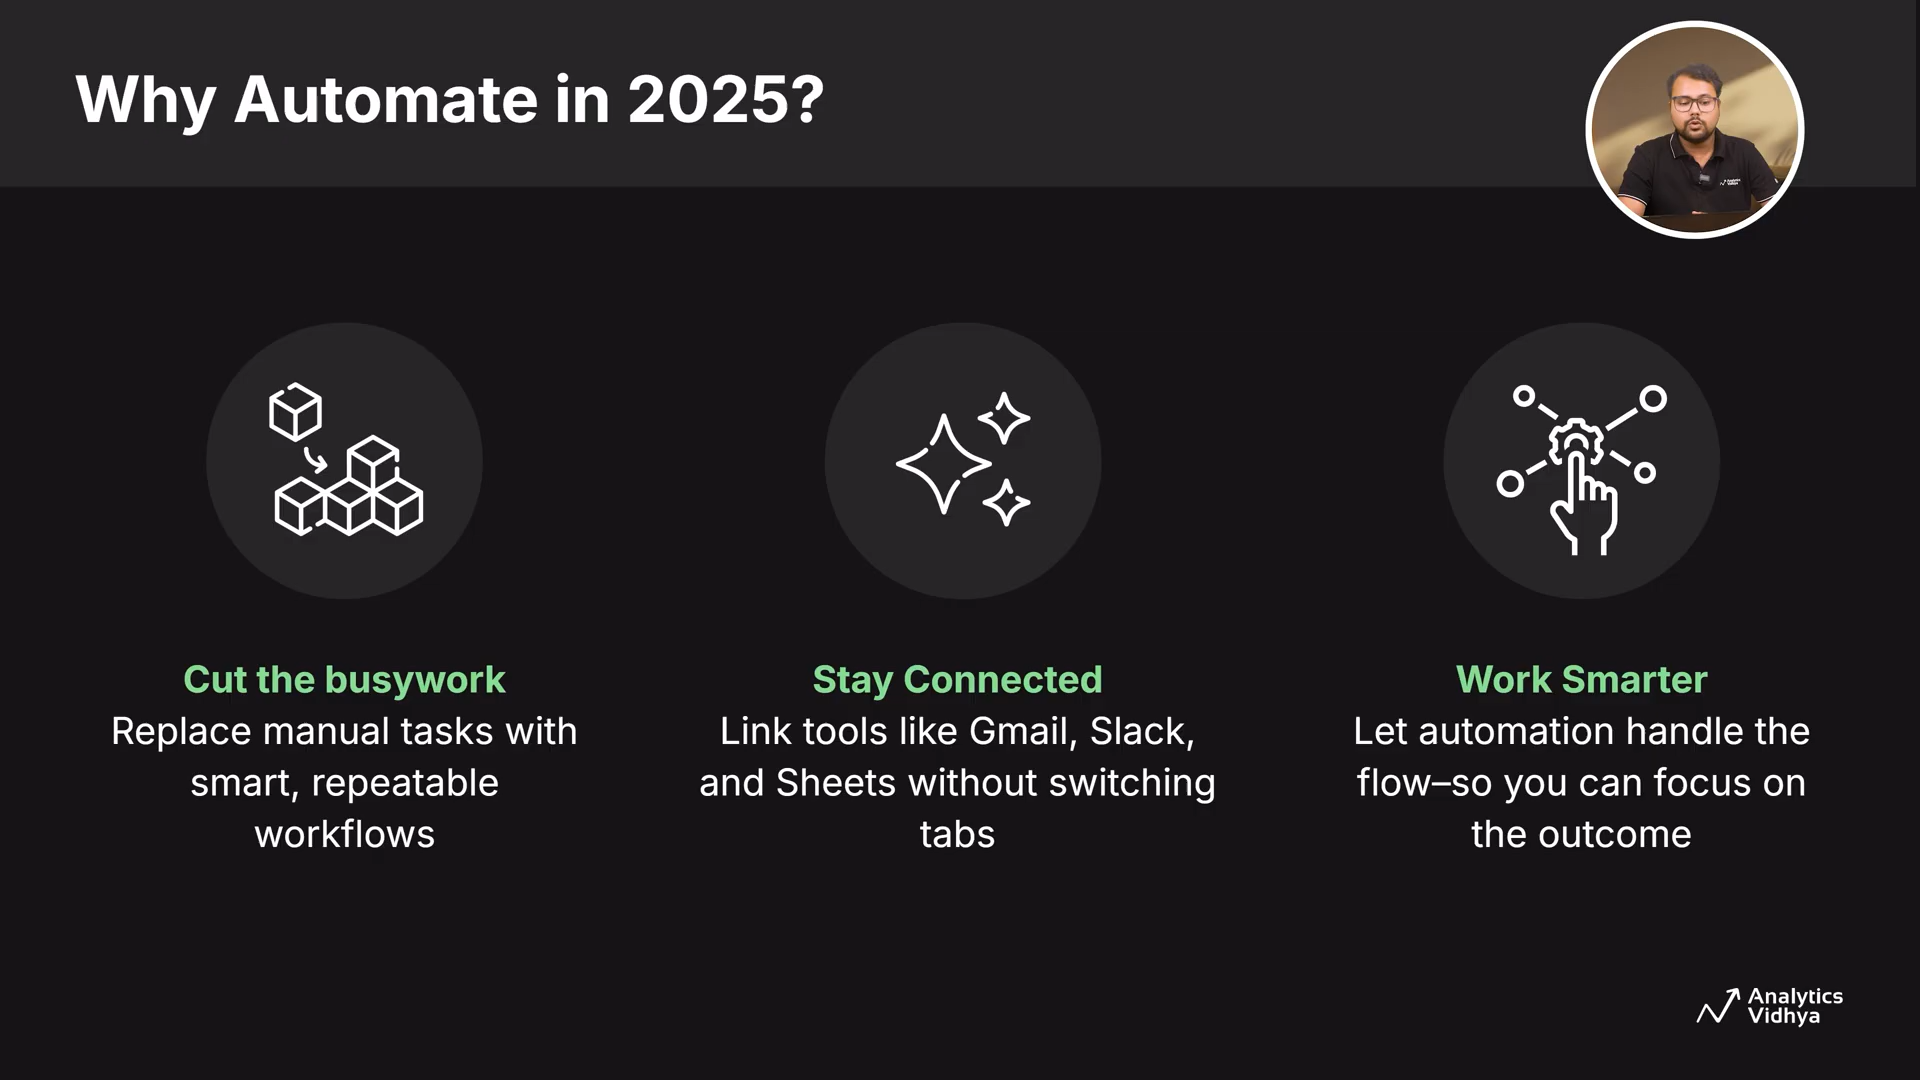 Why Automate in 2025?
Cut the busywork
Replace manual tasks with
smart, repeatable
workflows
Stay Connected
Link tools like Gmail, Slack,
and Sheets without switching
tabs
Work Smarter
Let automation handle the
flow–so you can focus on
the outcome
Analytics
Vidhya
Analytics
Vidhya